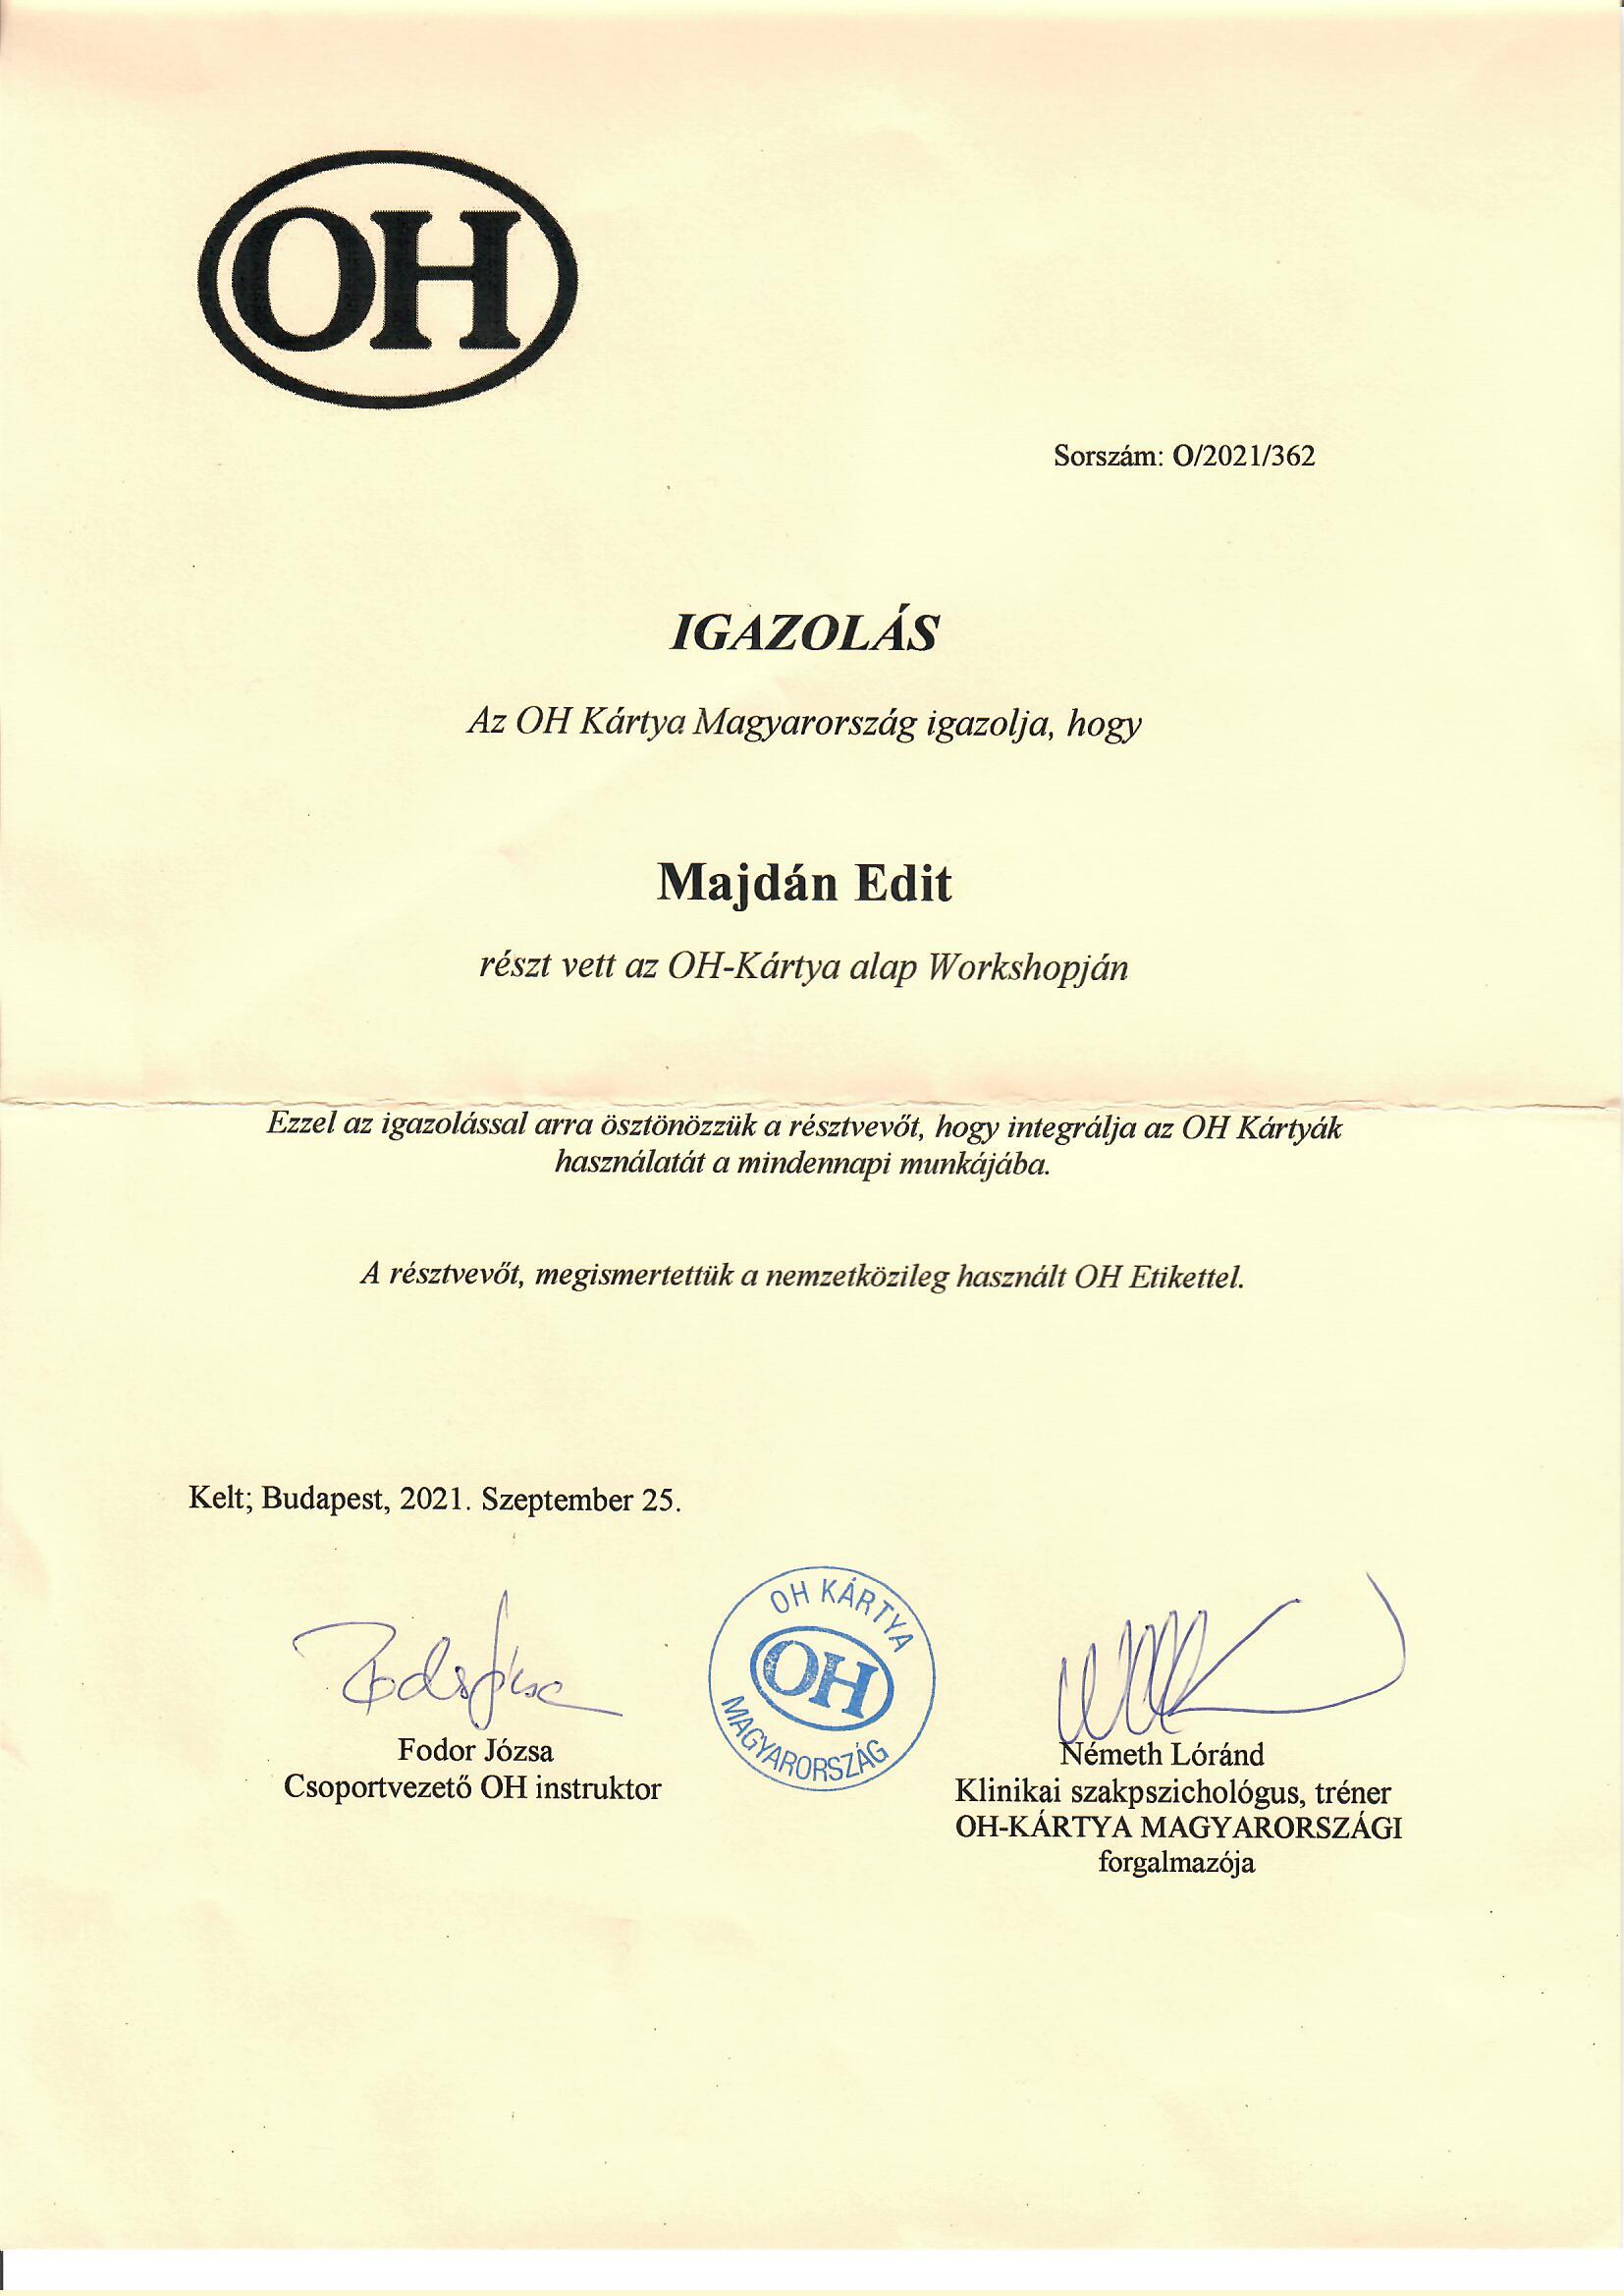 OH
Sorszám: O/2021/362
IGAZOLÁS
Az OH Kártya Magyarország igazolja, hogy
Majdán Edit
részt vett az OH-Kártya alap Workshopján
Ezzel az igazolással arra ösztönözzük a résztvevőt, hogy integrálja az OH Kártyák
használatát a mindennapi munkájába.
A résztvevőt, megismertettük a nemzetközileg használt OH Etikettel.
Kelt; Budapest, 2021. Szeptember 25.
OH KÁRTYA
OH
MAGYARORSZÁG
Fodor Józsa
Csoportvezető OH instruktor
Németh Lóránd
Klinikai szakpszichológus, tréner
OH-KÁRTYA MAGYARORSZÁGI
forgalmazója